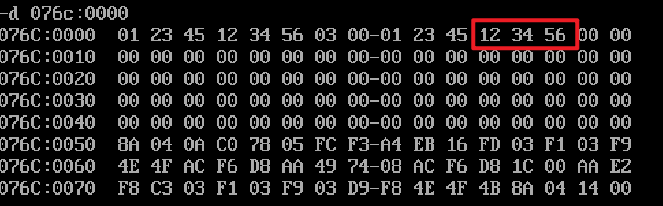 -d 076c:0000
076C:0000 01 23 45 12 34 56 03 00-01 23 45 12 34 56 00 00
076C:0010 00 00 00 00 00 00 00 00-00 00 00 00 00 00 00 00
076C:0020 00 00 00 00 00 00 00 00-00 00 00 00 00 00 00 00
076C:0030 00 00 00 00 00 00 00 00-00 00 00 00 00 00 00 00
076C:0040 00 00 00 00 00 00 00 00-00 00 00 00 00 00 00 00
076C:0050 8A 04 0A C0 78 05 FC F3-A4 EB 16 FD 03 F1 03 F9
076C:0060 4E 4F AC F6 D8 AA 49 74-08 AC F6 D8 1C 00 AA E2
076C:0070 F8 C3 03 F1 03 F9 03 D9-F8 4E 4F 4B 8A 04 14 00